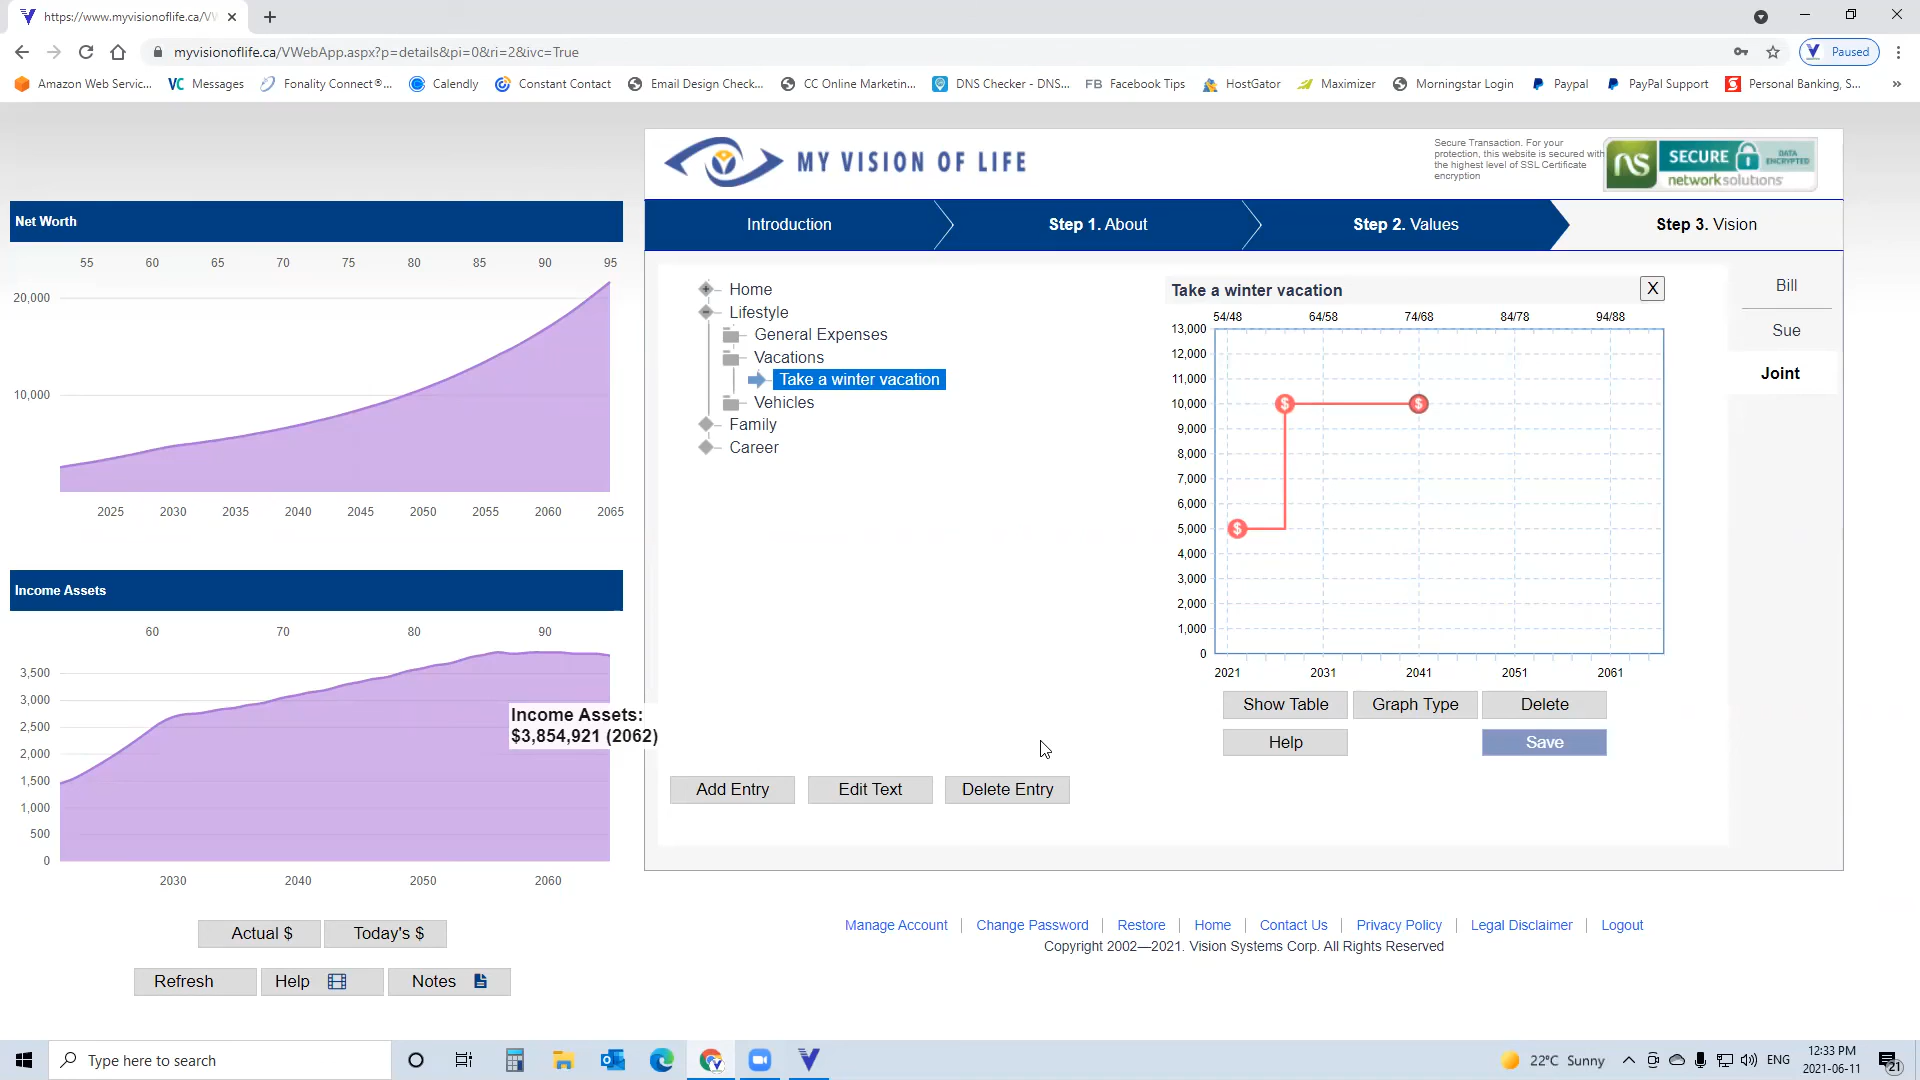 https://www.myvisionoflife.ca/VW
myvisionoflife.ca/VWebApp.aspx?p=details&pi=0&ri=2&ivc=True
Paused
Amazon Web Servic...
VC Messages
Fonality Connect®...
Calendly
Constant Contact
Email Design Check...
CC Online Marketin...
DNS Checker - DNS...
FB Facebook Tips
HostGator
Maximizer
Morningstar Login
Paypal
PayPal Support
Personal Banking, S...
»
MY VISION OF LIFE
Secure Transaction. For your
protection, this website is secured with
the highest level of SSL Certificate
encryption
ns SECURE DATA ENCRYPTED
networksolutions
Introduction
Step 1. About
Step 2. Values
Step 3. Vision
Net Worth
55 60 65 70 75 80 85 90 95
20,000
10,000
2025 2030 2035 2040 2045 2050 2055 2060 2065
Income Assets
60 70 80 90
3,500
3,000
2,500
2,000
1,500
1,000
500
0
2030 2040 2050 2060
Income Assets:
$3,854,921 (2062)
Actual $
Today's $
Refresh
Help
Notes
Home
Lifestyle
General Expenses
Vacations
Take a winter vacation
Vehicles
Family
Career
Add Entry
Edit Text
Delete Entry
Take a winter vacation
X
54/48 64/58 74/68 84/78 94/88
13,000
12,000
11,000
10,000
9,000
8,000
7,000
6,000
5,000
4,000
3,000
2,000
1,000
0
$ $
$
2021 2031 2041 2051 2061
Show Table
Graph Type
Delete
Help
Save
Bill
Sue
Joint
Manage Account
Change Password
Restore
Home
Contact Us
Privacy Policy
Legal Disclaimer
Logout
Copyright 2002—2021. Vision Systems Corp. All Rights Reserved
Type here to search
22°C Sunny
ENG
12:33 PM
2021-06-11
21